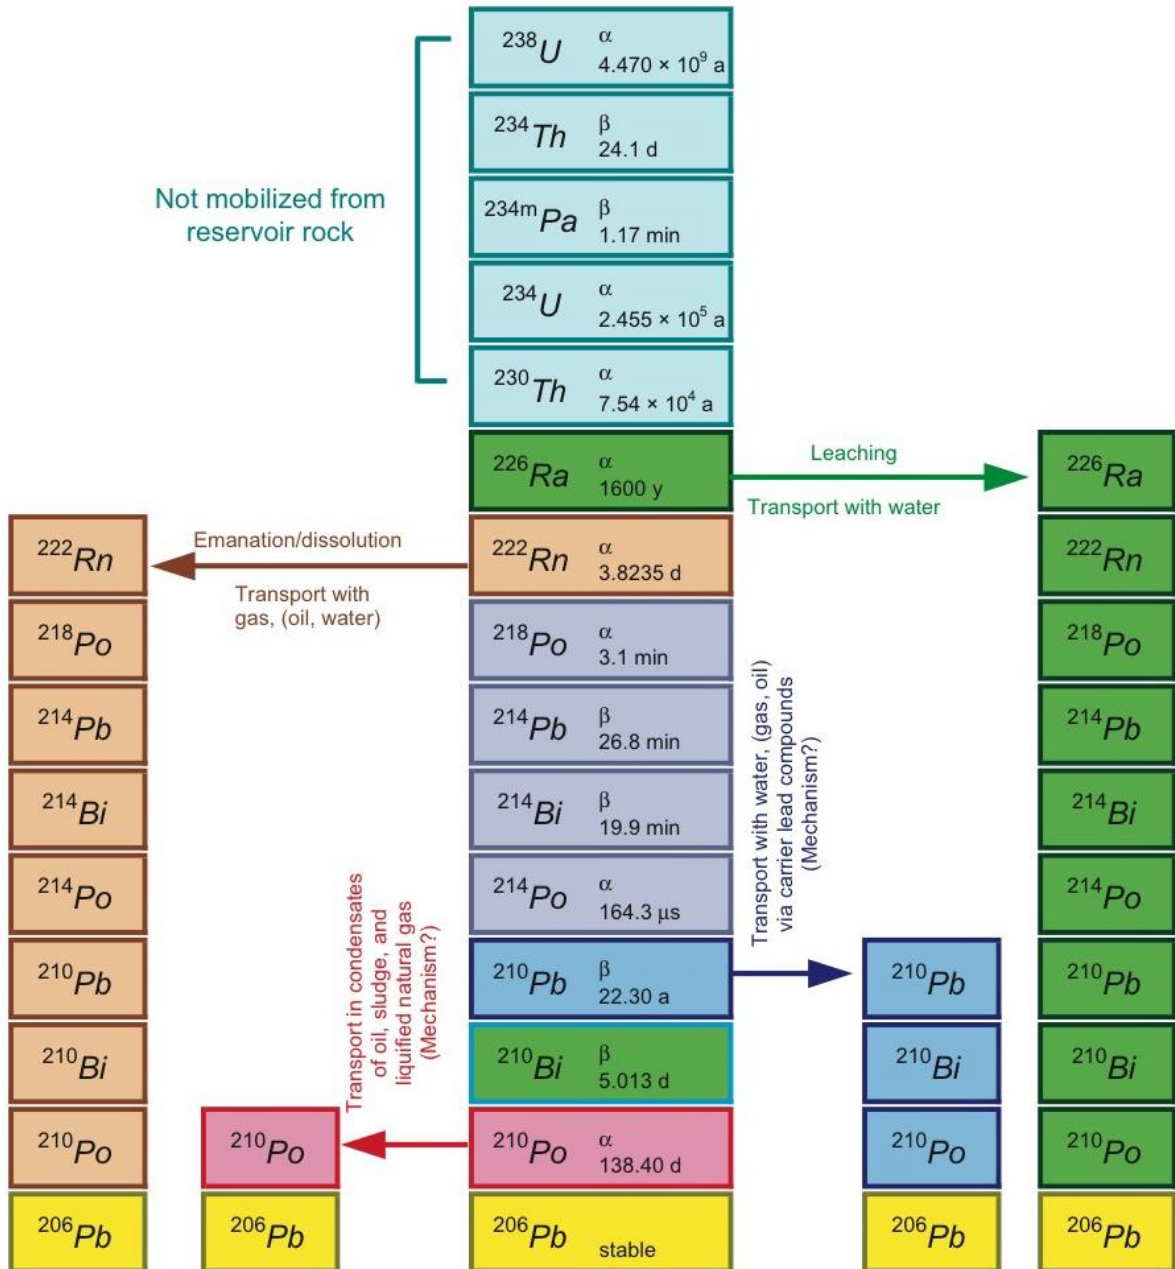 ²³⁸U α
4.470 × 10⁹ a
²³⁴Th β
24.1 d
Not mobilized from
reservoir rock
²³⁴ᵐPa β
1.17 min
²³⁴U α
2.455 × 10⁵ a
²³⁰Th α
7.54 × 10⁴ a
²²⁶Ra α
1600 y
Leaching
Transport with water
²²⁶Ra
²²²Rn
Emanation/dissolution
Transport with
gas, (oil, water)
²²²Rn α
3.8235 d
²²²Rn
²¹⁸Po
²¹⁸Po α
3.1 min
²¹⁸Po
²¹⁴Pb
²¹⁴Pb β
26.8 min
²¹⁴Pb
²¹⁴Bi
²¹⁴Bi β
19.9 min
²¹⁴Bi
²¹⁴Po
²¹⁴Po α
164.3 µs
²¹⁴Po
Transport with water, (gas, oil)
via carrier lead compounds
(Mechanism?)
²¹⁰Pb
²¹⁰Pb β
22.30 a
²¹⁰Pb
²¹⁰Pb
Transport in condensates
of oil, sludge, and
liquified natural gas
(Mechanism?)
²¹⁰Bi
²¹⁰Bi β
5.013 d
²¹⁰Bi
²¹⁰Bi
²¹⁰Po
²¹⁰Po
²¹⁰Po α
138.40 d
²¹⁰Po
²¹⁰Po
²⁰⁶Pb
²⁰⁶Pb
²⁰⁶Pb stable
²⁰⁶Pb
²⁰⁶Pb